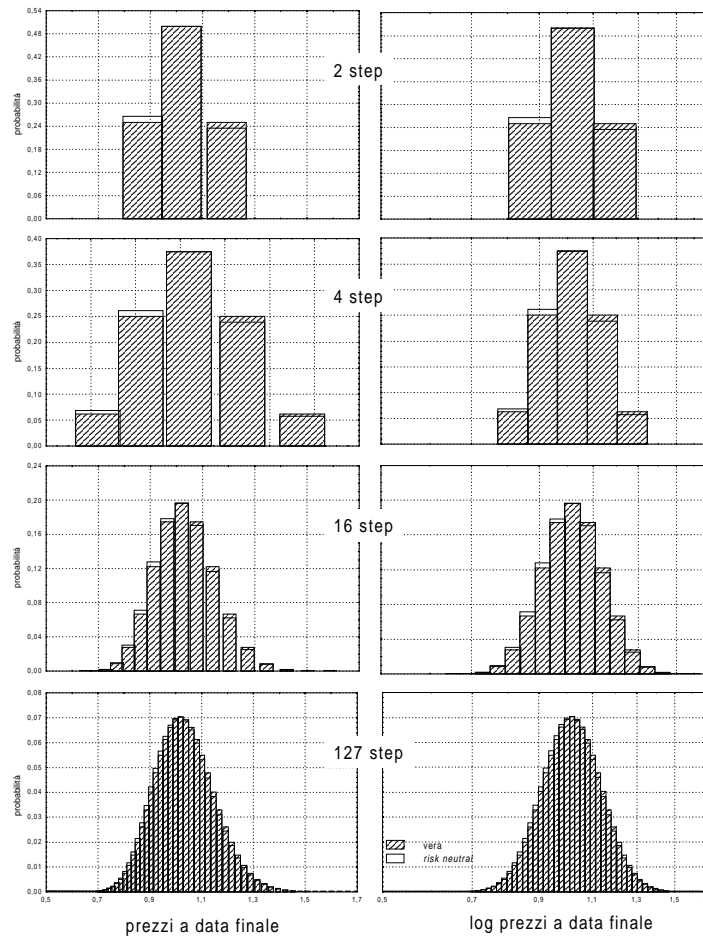 0,54
0,48
0,42
0,36
0,30
0,24
0,18
0,12
0,06
0,00
probabilità
2 step
0,40
0,35
0,30
0,25
0,20
0,15
0,10
0,05
0,00
probabilità
4 step
0,24
0,20
0,16
0,12
0,08
0,04
0,00
probabilità
16 step
0,08
0,07
0,06
0,05
0,04
0,03
0,02
0,01
0,00
probabilità
127 step
vera
risk neutral
0,5 0,7 0,9 1,1 1,3 1,5 1,7
0,5 0,7 0,9 1,1 1,3 1,5
prezzi a data finale
log prezzi a data finale